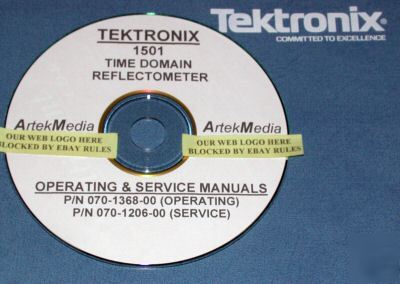 Tektronix®
COMMITTED TO EXCELLENCE
TEKTRONIX
1501
TIME DOMAIN
REFLECTOMETER
ArtekMedia
ArtekMedia
OUR WEB LOGO HERE
BLOCKED BY EBAY RULES
OUR WEB LOGO HERE
BLOCKED BY EBAY RULES
OPERATING & SERVICE MANUALS
P/N 070-1368-00 (OPERATING)
P/N 070-1206-00 (SERVICE)